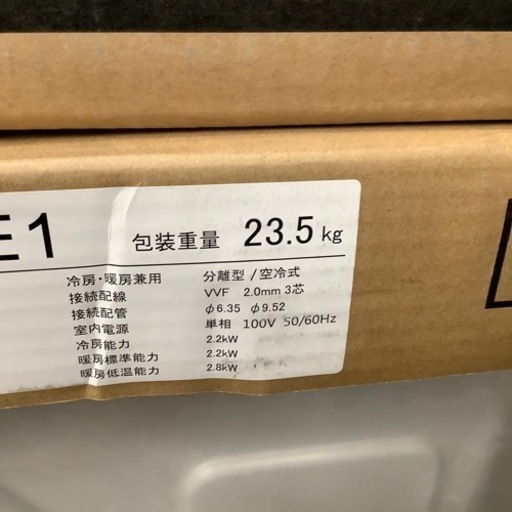 E1
包装重量 23.5 kg
冷房・暖房兼用 分離型/空冷式
接続配線 VVF 2.0mm 3芯
接続配管 φ6.35 φ9.52
室内電源 単相 100V 50/60Hz
冷房能力 2.2kW
暖房標準能力 2.2kW
暖房低温能力 2.8kW